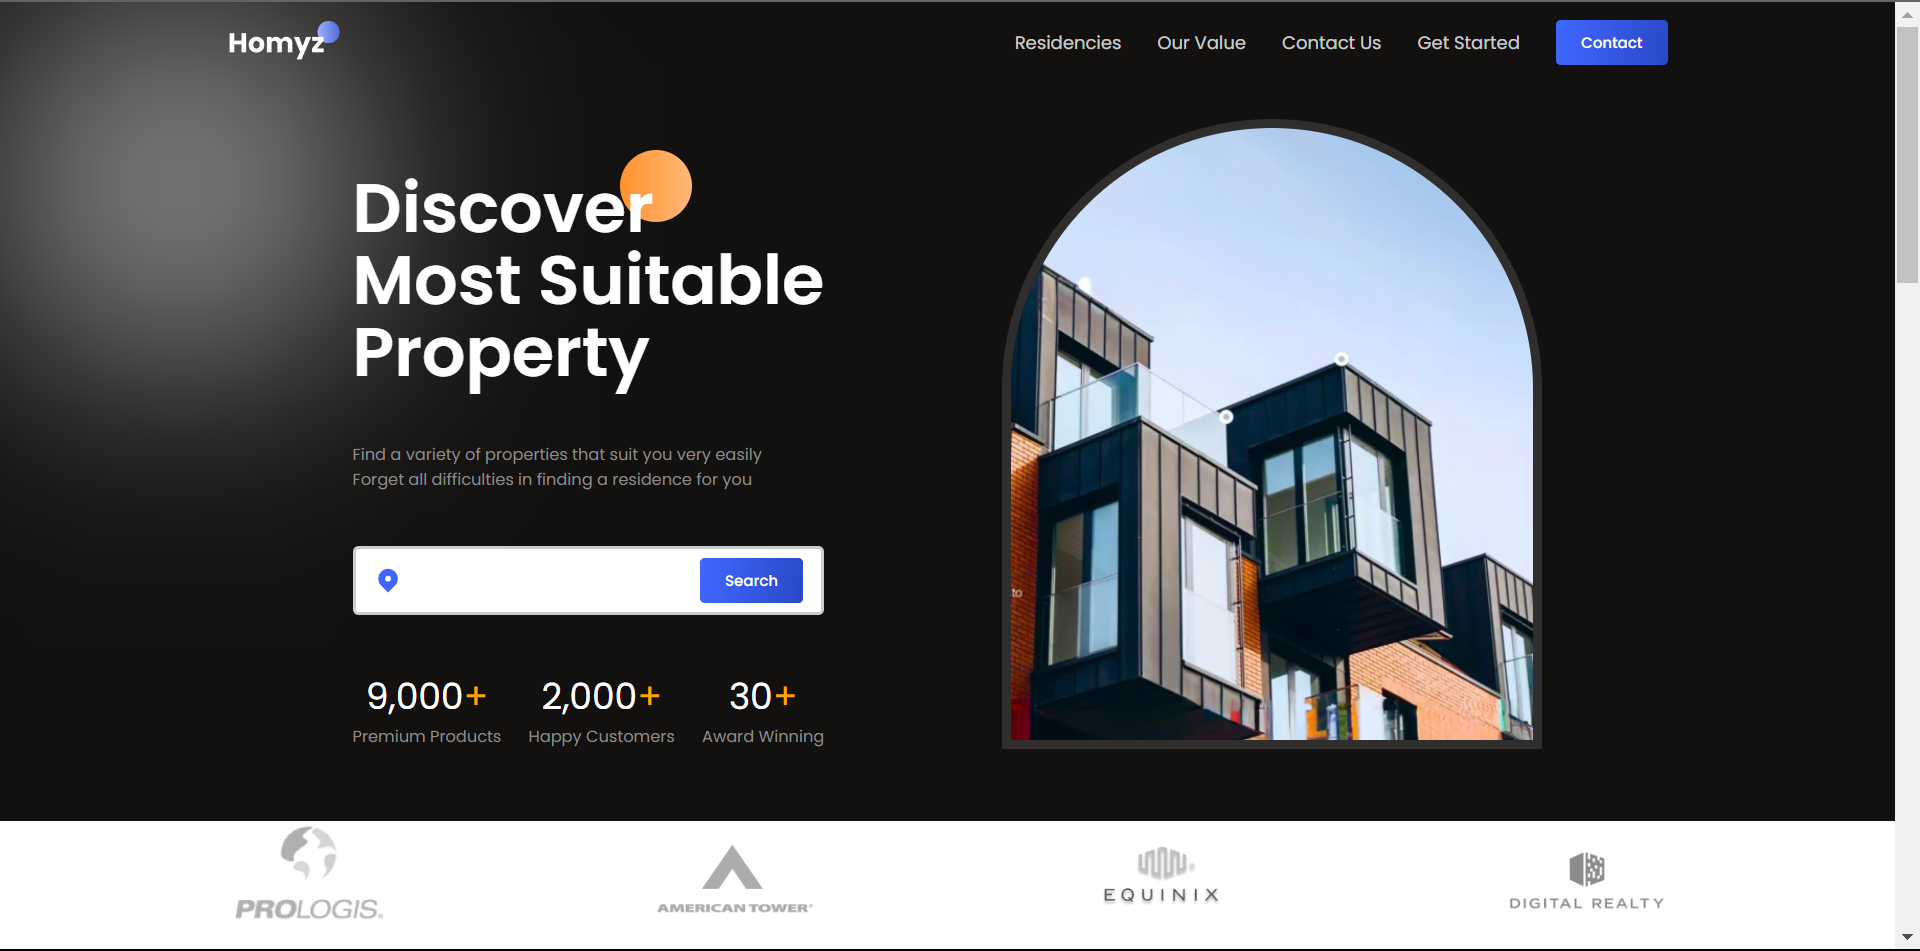 Homyz
Residencies
Our Value
Contact Us
Get Started
Contact
Discover
Most Suitable
Property
Find a variety of properties that suit you very easily
Forget all difficulties in finding a residence for you
Search
9,000+
2,000+
30+
Premium Products
Happy Customers
Award Winning
to
PROLOGIS.
AMERICAN TOWER®
EQUINIX
DIGITAL REALTY